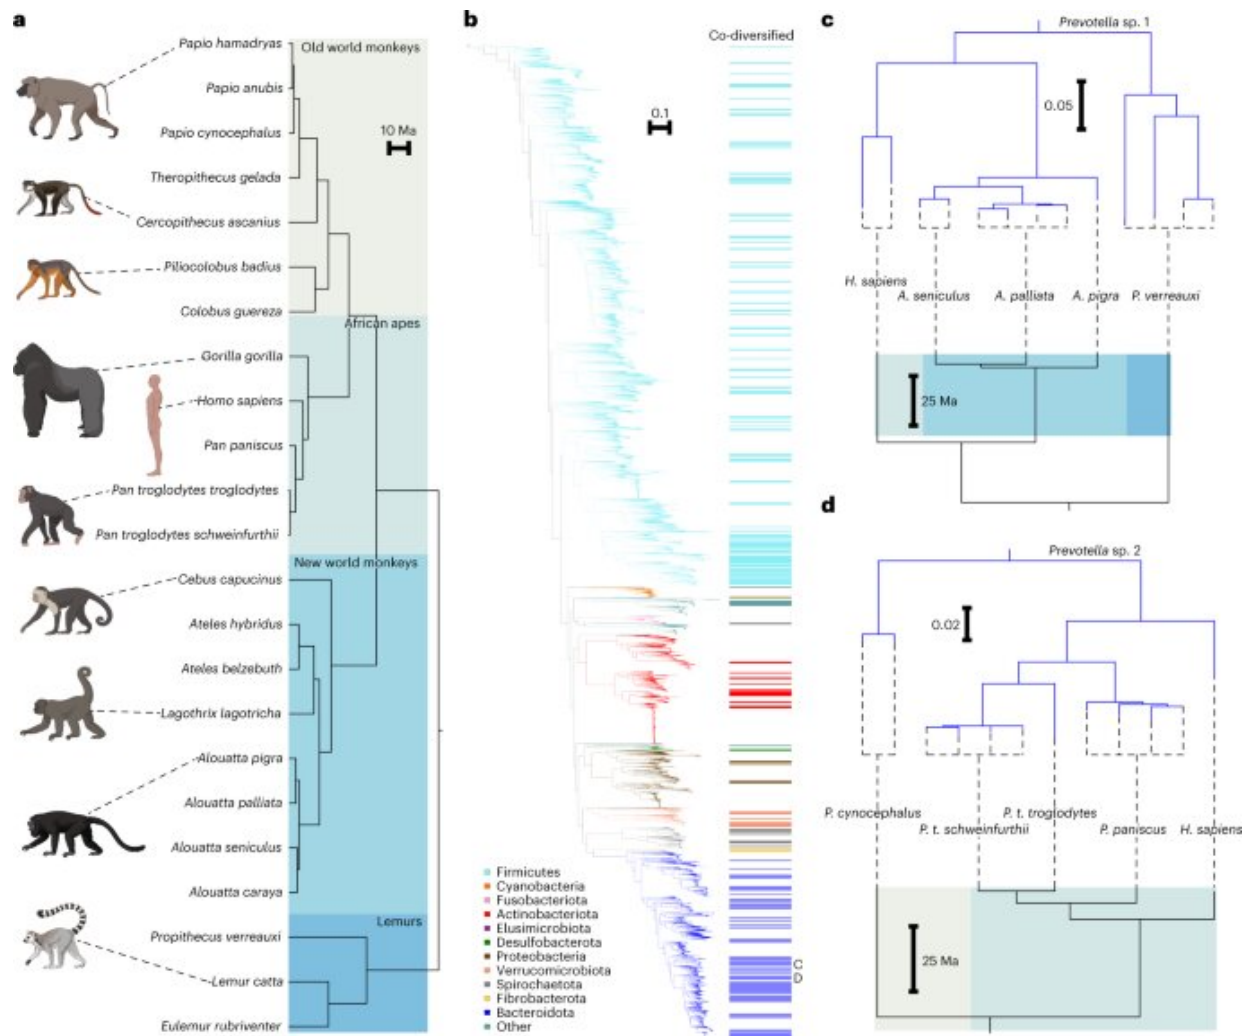 a
Papio hamadryas
Old world monkeys
Papio anubis
10 Ma
Papio cynocephalus
Theropithecus gelada
Cercopithecus ascanius
Piliocolobus badius
Colobus guereza
African apes
Gorilla gorilla
Homo sapiens
Pan paniscus
Pan troglodytes troglodytes
Pan troglodytes schweinfurthii
New world monkeys
Cebus capucinus
Ateles hybridus
Ateles belzebuth
Lagothrix lagotricha
Alouatta pigra
Alouatta palliata
Alouatta seniculus
Alouatta caraya
Lemurs
Propithecus verreauxi
Lemur catta
Eulemur rubriventer
b
Co-diversified
0.1
Firmicutes
Cyanobacteria
Fusobacteriota
Actinobacteriota
Elusimicrobiota
Desulfobacterota
Proteobacteria
Verrucomicrobiota
Spirochaetota
Fibrobacterota
Bacteroidota
Other
C
D
c
Prevotella sp. 1
0.05
H. sapiens
A. seniculus
A. palliata
A. pigra
P. verreauxi
25 Ma
d
Prevotella sp. 2
0.02
P. cynocephalus
P. t. schweinfurthii
P. t. troglodytes
P. paniscus
H. sapiens
25 Ma